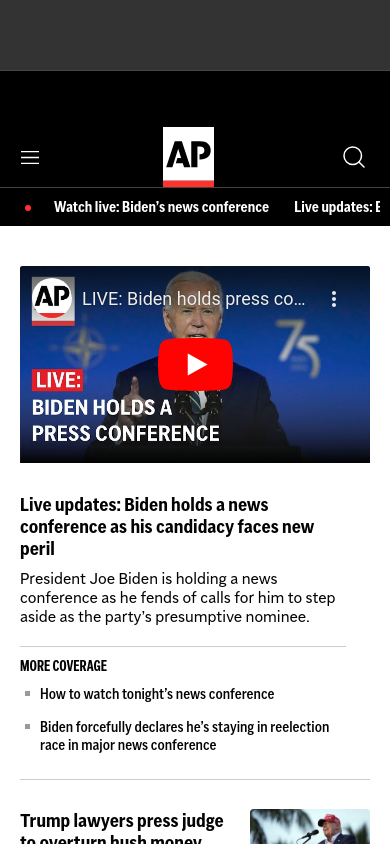 AP
Watch live: Biden's news conference Live updates: B
AP LIVE: Biden holds press co...
75
LIVE:
BIDEN HOLDS A
PRESS CONFERENCE
Live updates: Biden holds a news
conference as his candidacy faces new
peril
President Joe Biden is holding a news
conference as he fends of calls for him to step
aside as the party's presumptive nominee.
MORE COVERAGE
How to watch tonight's news conference
Biden forcefully declares he's staying in reelection
race in major news conference
Trump lawyers press judge
to overturn hush money